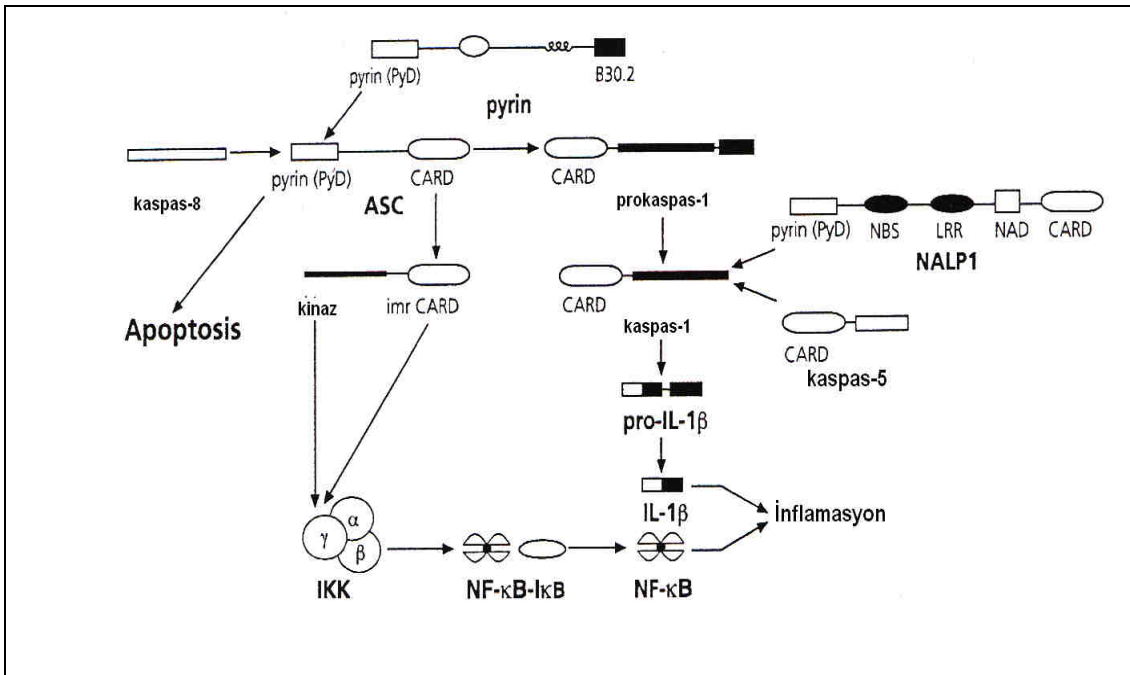 pyrin (PyD)
B30.2
pyrin
kaspas-8
pyrin (PyD)
CARD
CARD
ASC
prokaspas-1
pyrin (PyD) NBS LRR NAD CARD
NALP1
kinaz
imr CARD
CARD
Apoptosis
kaspas-1
CARD
kaspas-5
pro-IL-1β
IL-1β
İnflamasyon
α
γ
β
IKK
NF-κB-IκB
NF-κB